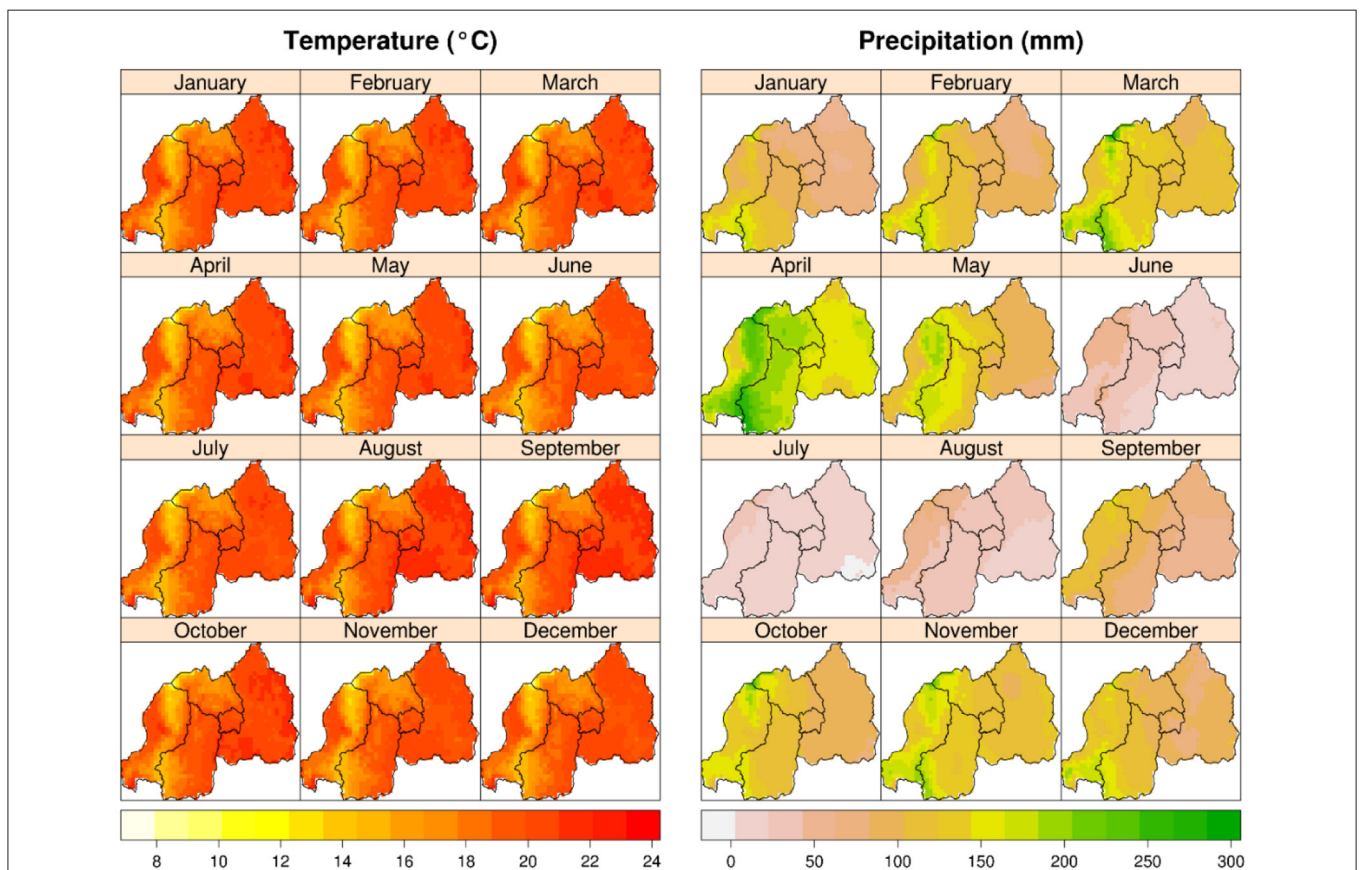 Temperature (°C) Precipitation (mm)
January February March January February March
April May June April May June
July August September July August September
October November December October November December
8 10 12 14 16 18 20 22 24 0 50 100 150 200 250 300